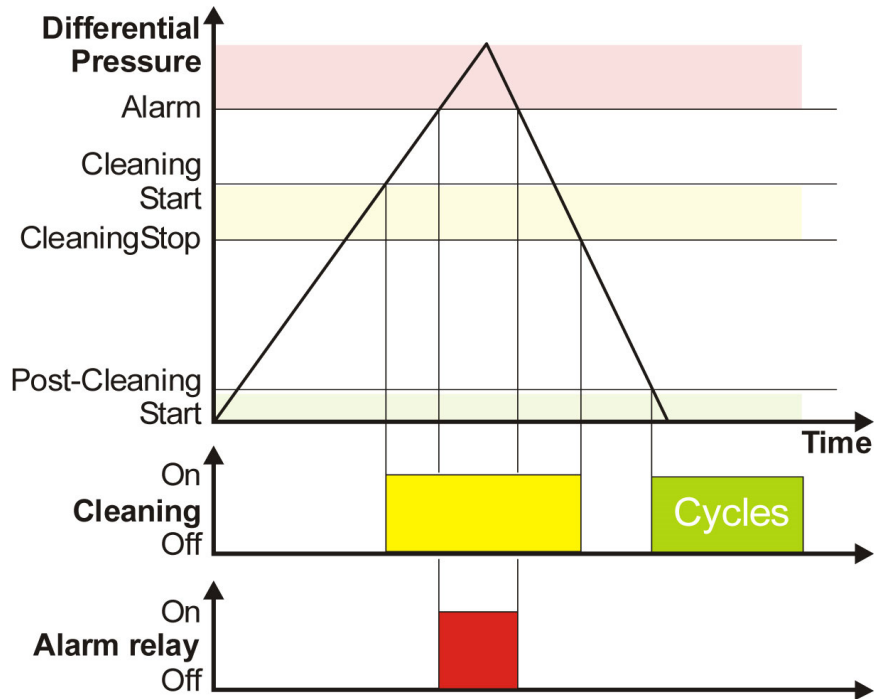 Differential
Pressure
Alarm
Cleaning
Start
CleaningStop
Post-Cleaning
Start
Time
On
Cleaning
Off
Cycles
On
Alarm relay
Off